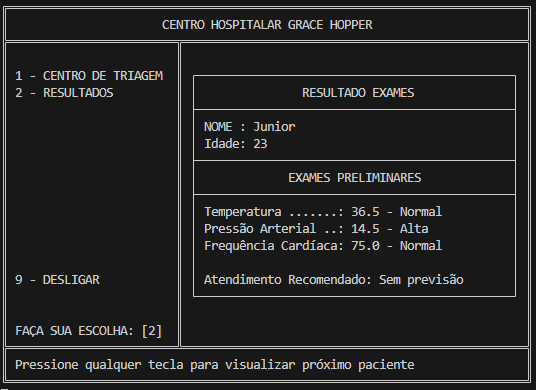 CENTRO HOSPITALAR GRACE HOPPER
1 - CENTRO DE TRIAGEM
2 - RESULTADOS
9 - DESLIGAR
FAÇA SUA ESCOLHA: [2]
RESULTADO EXAMES
NOME : Junior
Idade: 23
EXAMES PRELIMINARES
Temperatura .......: 36.5 - Normal
Pressão Arterial ..: 14.5 - Alta
Frequência Cardíaca: 75.0 - Normal
Atendimento Recomendado: Sem previsão
Pressione qualquer tecla para visualizar próximo paciente